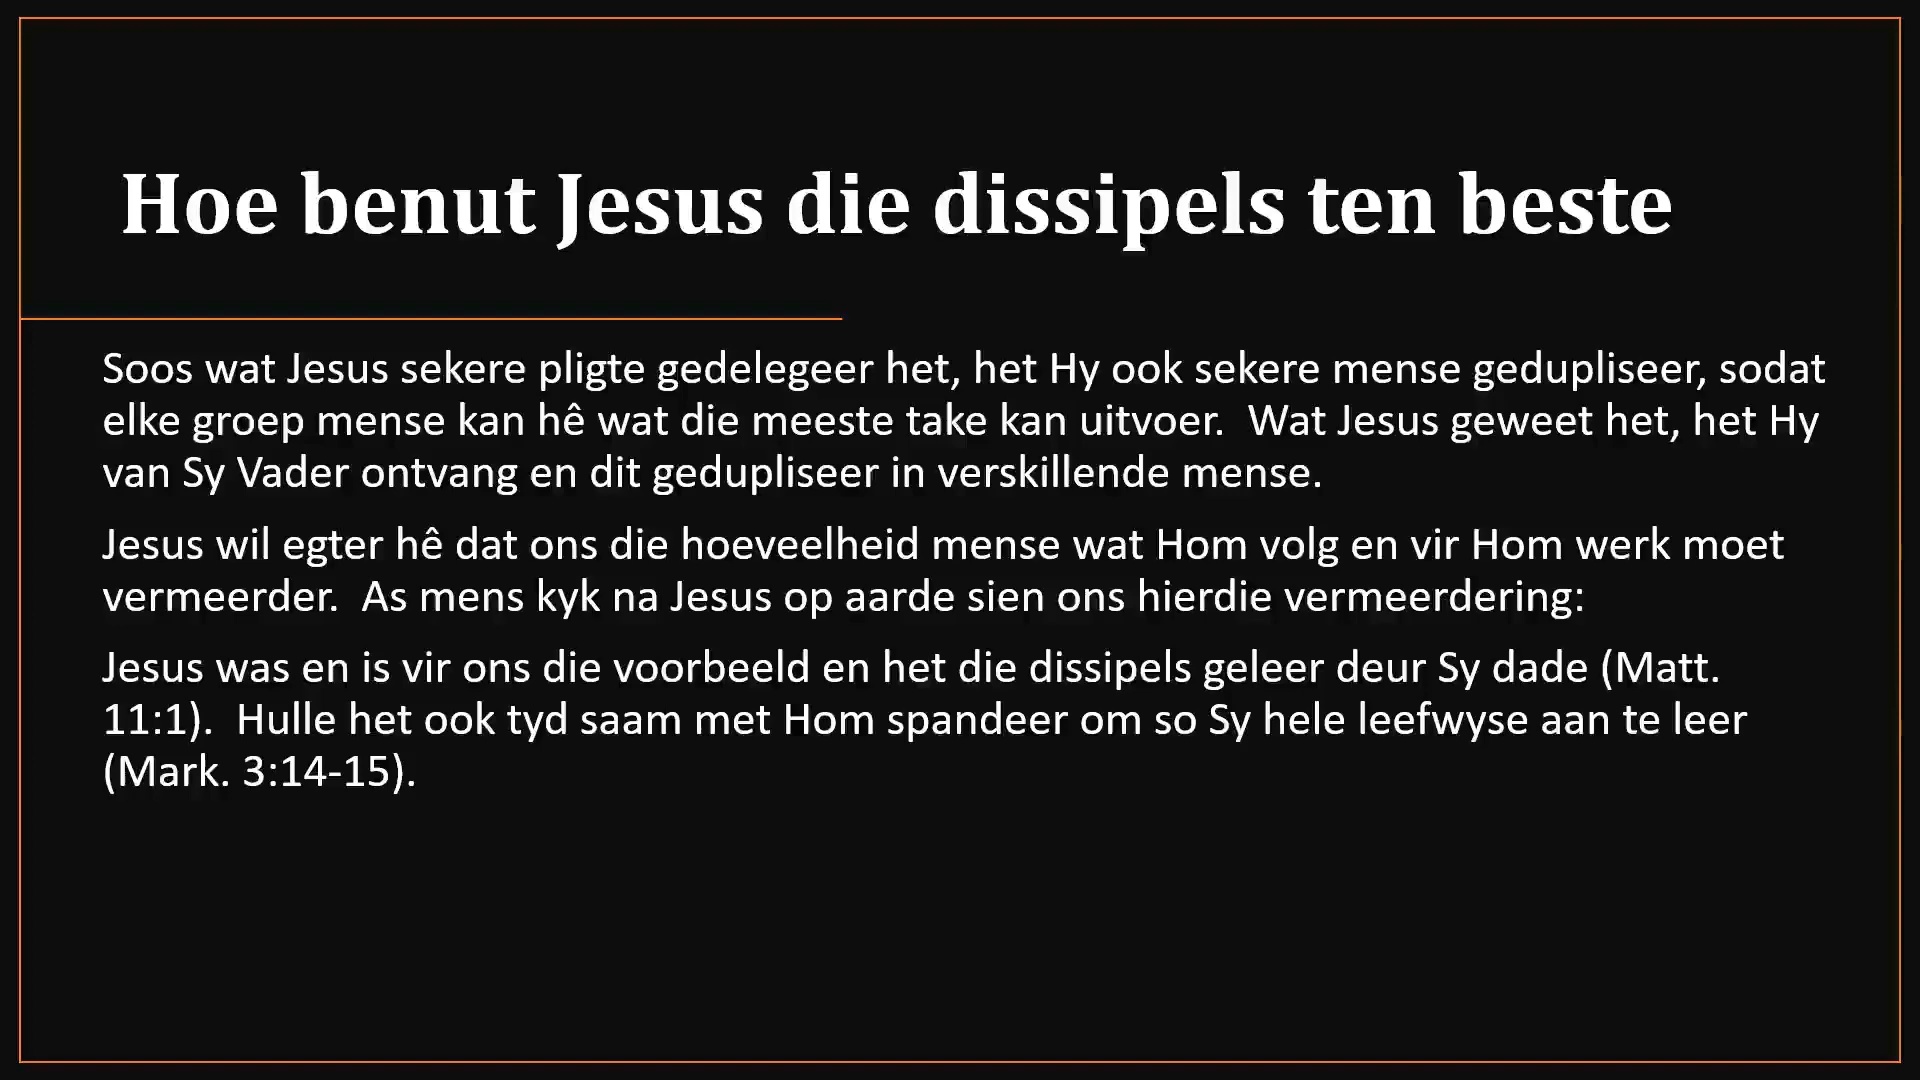 Hoe benut Jesus die dissipels ten beste
Soos wat Jesus sekere pligte gedelegeer het, het Hy ook sekere mense gedupliseer, sodat
elke groep mense kan hê wat die meeste take kan uitvoer.  Wat Jesus geweet het, het Hy
van Sy Vader ontvang en dit gedupliseer in verskillende mense.
Jesus wil egter hê dat ons die hoeveelheid mense wat Hom volg en vir Hom werk moet
vermeerder.  As mens kyk na Jesus op aarde sien ons hierdie vermeerdering:
Jesus was en is vir ons die voorbeeld en het die dissipels geleer deur Sy dade (Matt.
11:1).  Hulle het ook tyd saam met Hom spandeer om so Sy hele leefwyse aan te leer
(Mark. 3:14-15).